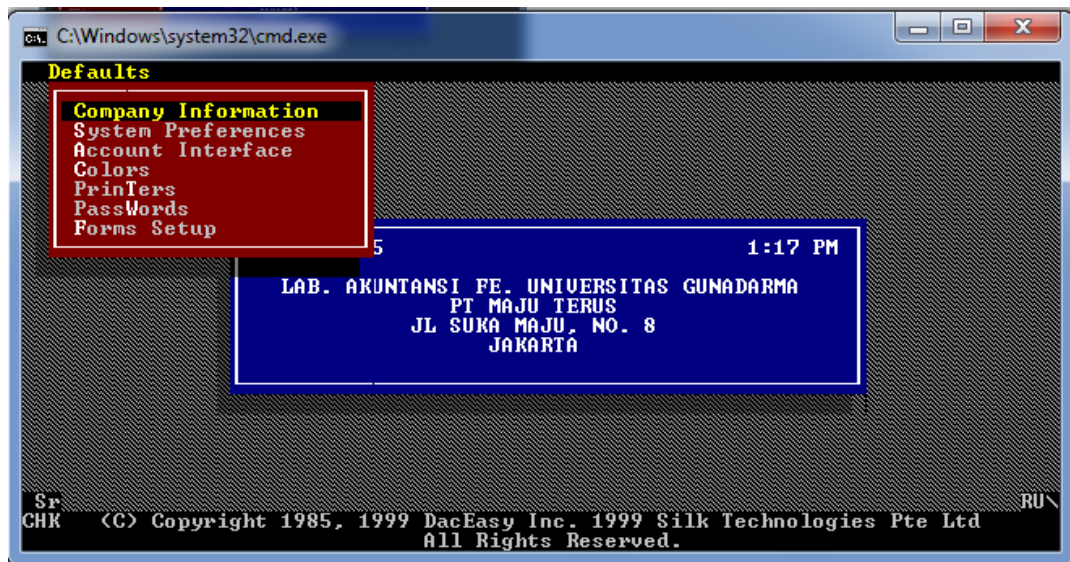 C:\Windows\system32\cmd.exe
Defaults
Company Information
System Preferences
Account Interface
Colors
PrinTers
PassWords
Forms Setup
5 1:17 PM
LAB. AKUNTANSI FE. UNIVERSITAS GUNADARMA
PT MAJU TERUS
JL SUKA MAJU, NO. 8
JAKARTA
Sr RU\
CHK (C) Copyright 1985, 1999 DacEasy Inc. 1999 Silk Technologies Pte Ltd
All Rights Reserved.